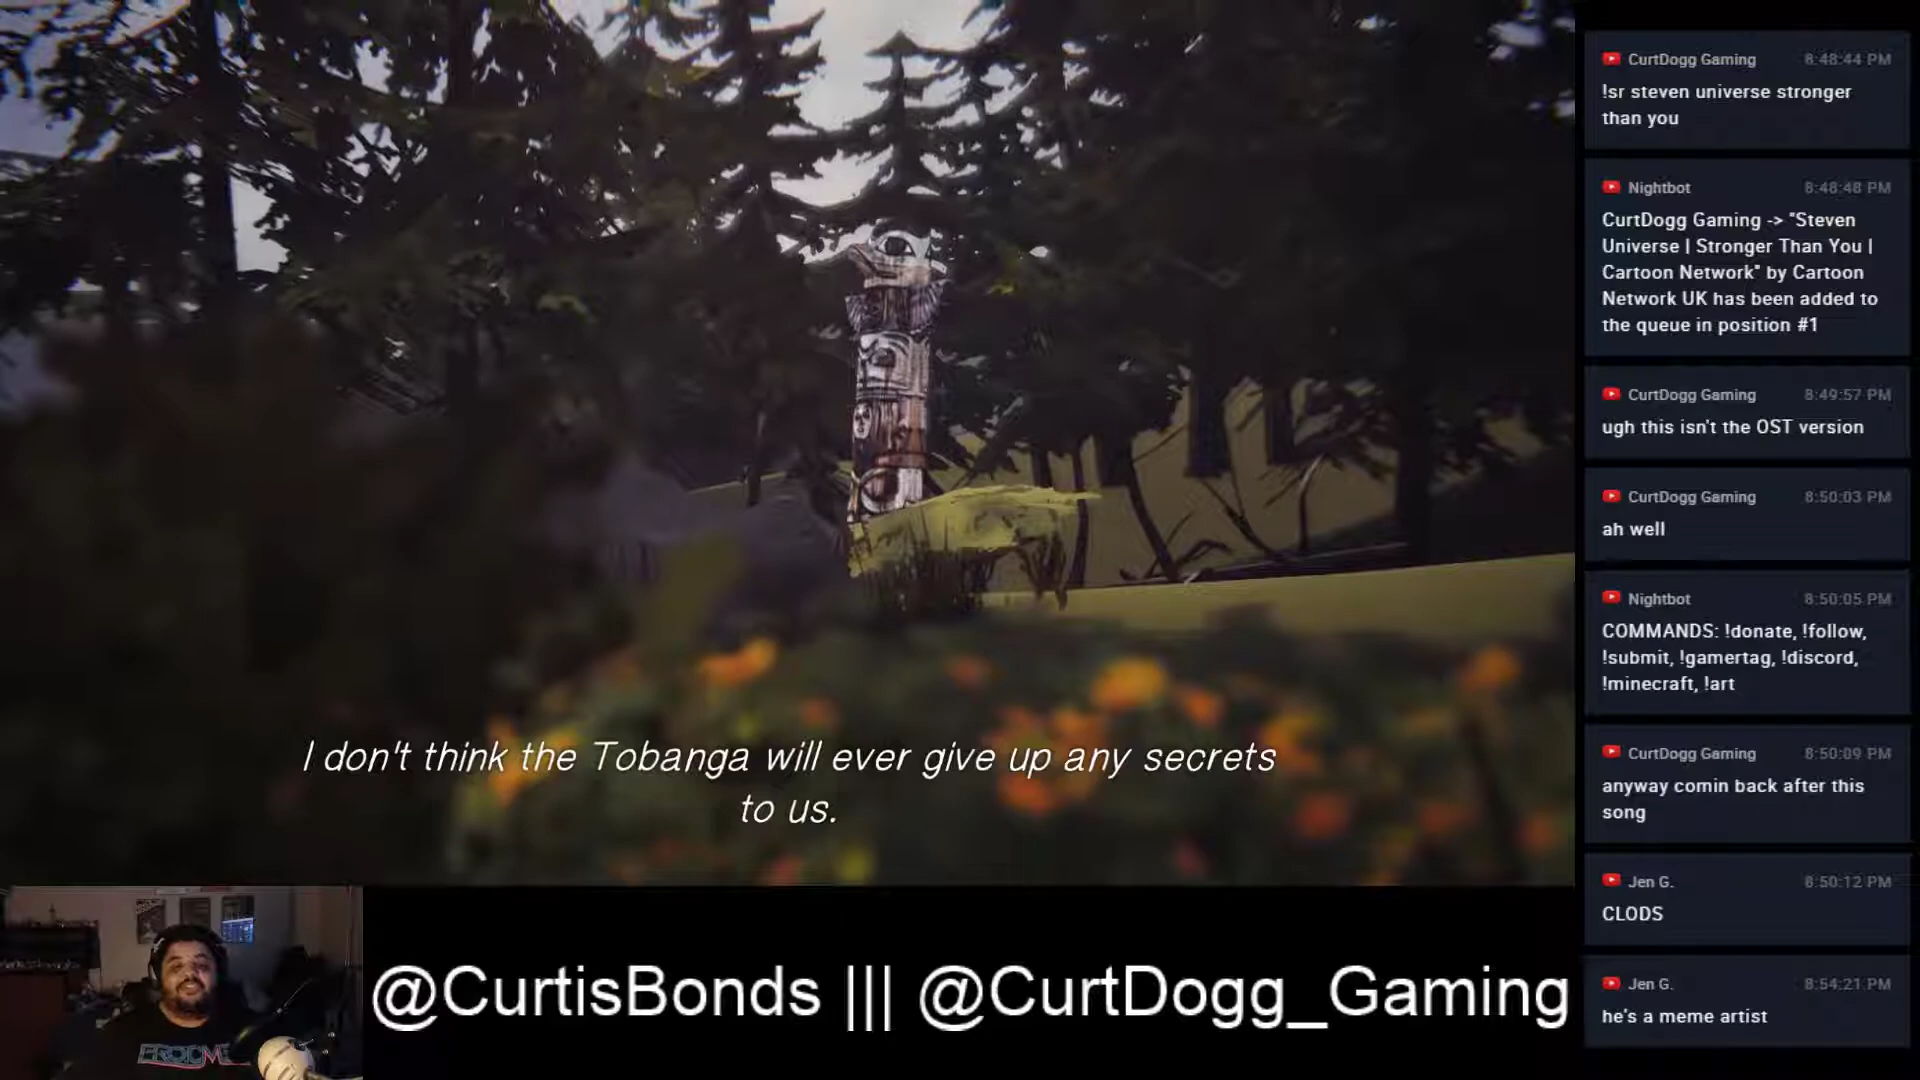 I don't think the Tobanga will ever give up any secrets
to us.
@CurtisBonds ||| @CurtDogg_Gaming
CurtDogg Gaming 8:48:44 PM
!sr steven universe stronger
than you
Nightbot 8:48:48 PM
CurtDogg Gaming -> "Steven
Universe | Stronger Than You |
Cartoon Network" by Cartoon
Network UK has been added to
the queue in position #1
CurtDogg Gaming 8:49:57 PM
ugh this isn't the OST version
CurtDogg Gaming 8:50:03 PM
ah well
Nightbot 8:50:05 PM
COMMANDS: !donate, !follow,
!submit, !gamertag, !discord,
!minecraft, !art
CurtDogg Gaming 8:50:09 PM
anyway comin back after this
song
Jen G. 8:50:12 PM
CLODS
Jen G. 8:54:21 PM
he's a meme artist